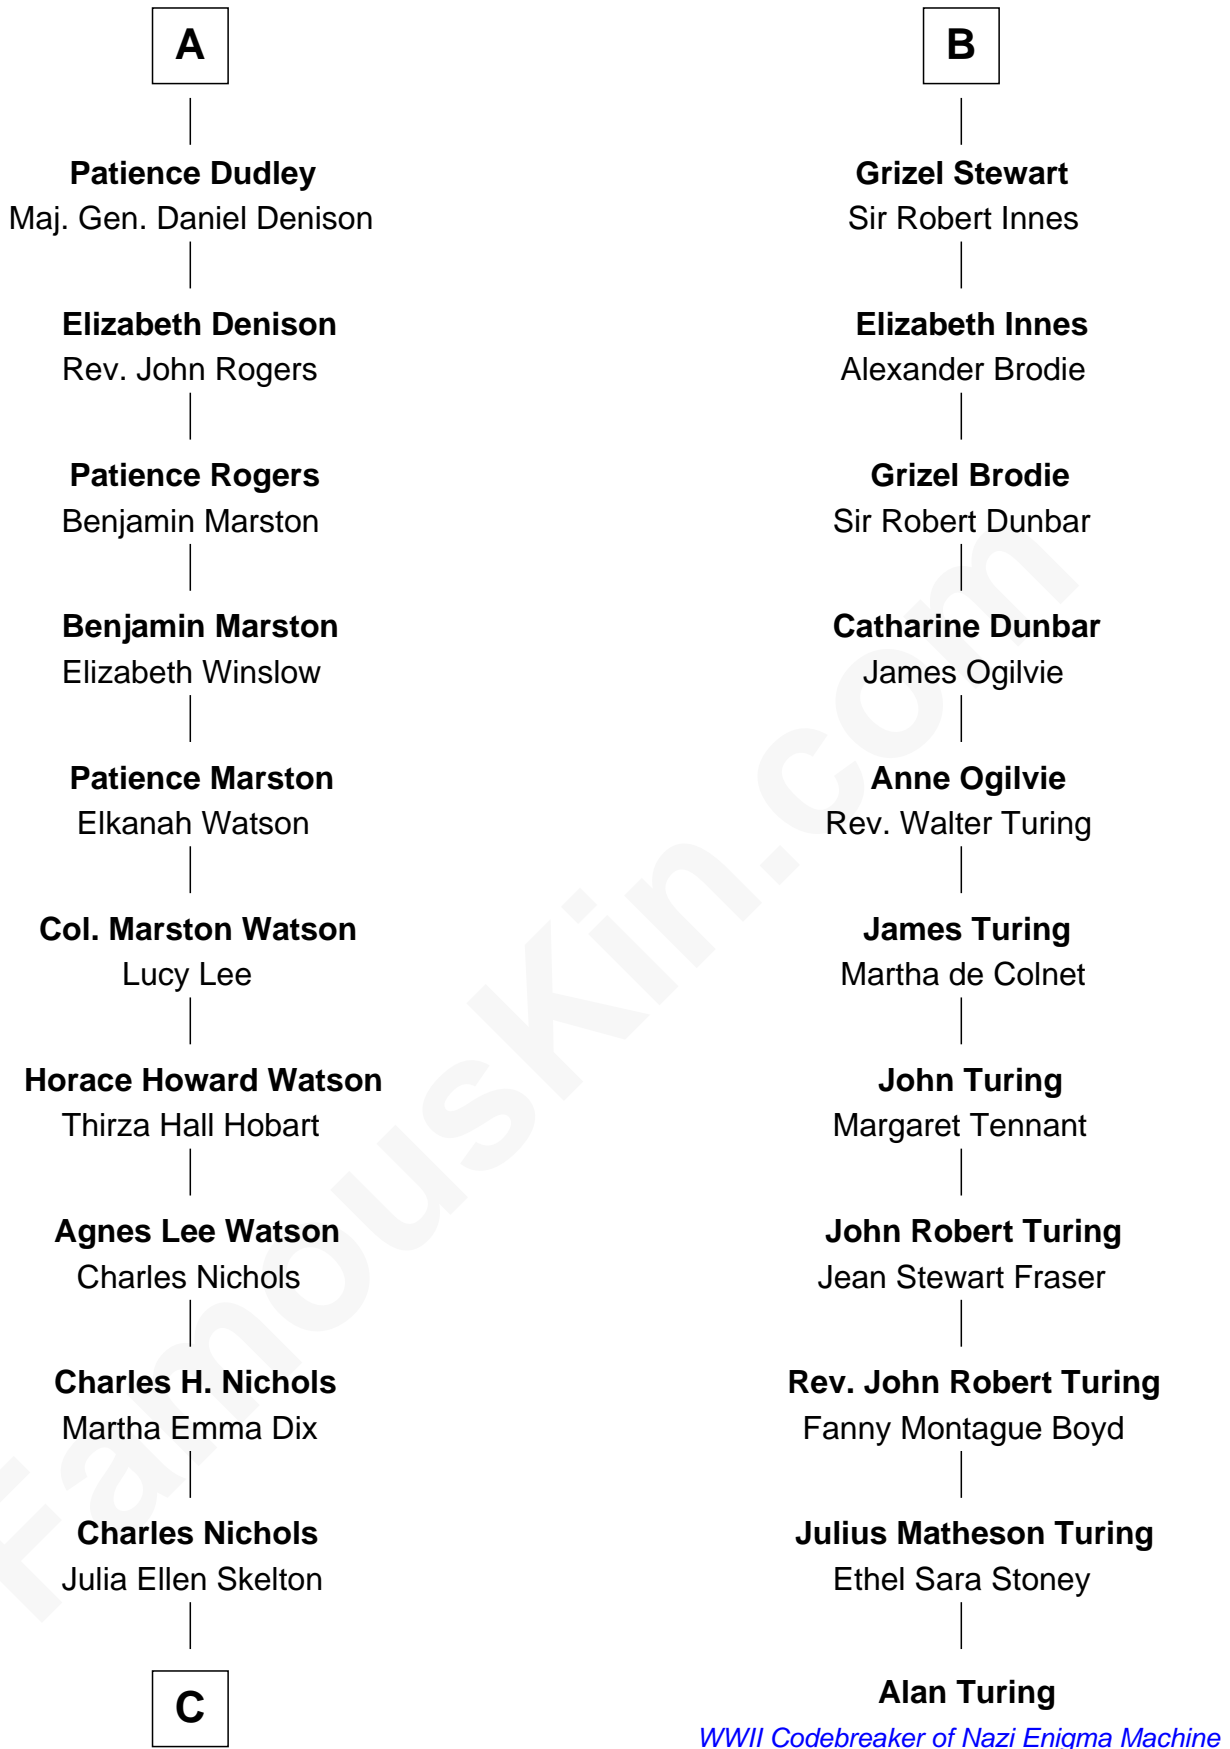 A
Patience Dudley
Maj. Gen. Daniel Denison
Elizabeth Denison
Rev. John Rogers
Patience Rogers
Benjamin Marston
Benjamin Marston
Elizabeth Winslow
Patience Marston
Elkanah Watson
Col. Marston Watson
Lucy Lee
Horace Howard Watson
Thirza Hall Hobart
Agnes Lee Watson
Charles Nichols
Charles H. Nichols
Martha Emma Dix
Charles Nichols
Julia Ellen Skelton
C
B
Grizel Stewart
Sir Robert Innes
Elizabeth Innes
Alexander Brodie
Grizel Brodie
Sir Robert Dunbar
Catharine Dunbar
James Ogilvie
Anne Ogilvie
Rev. Walter Turing
James Turing
Martha de Colnet
John Turing
Margaret Tennant
John Robert Turing
Jean Stewart Fraser
Rev. John Robert Turing
Fanny Montague Boyd
Julius Matheson Turing
Ethel Sara Stoney
Alan Turing
WWII Codebreaker of Nazi Enigma Machine
FamousKin.com